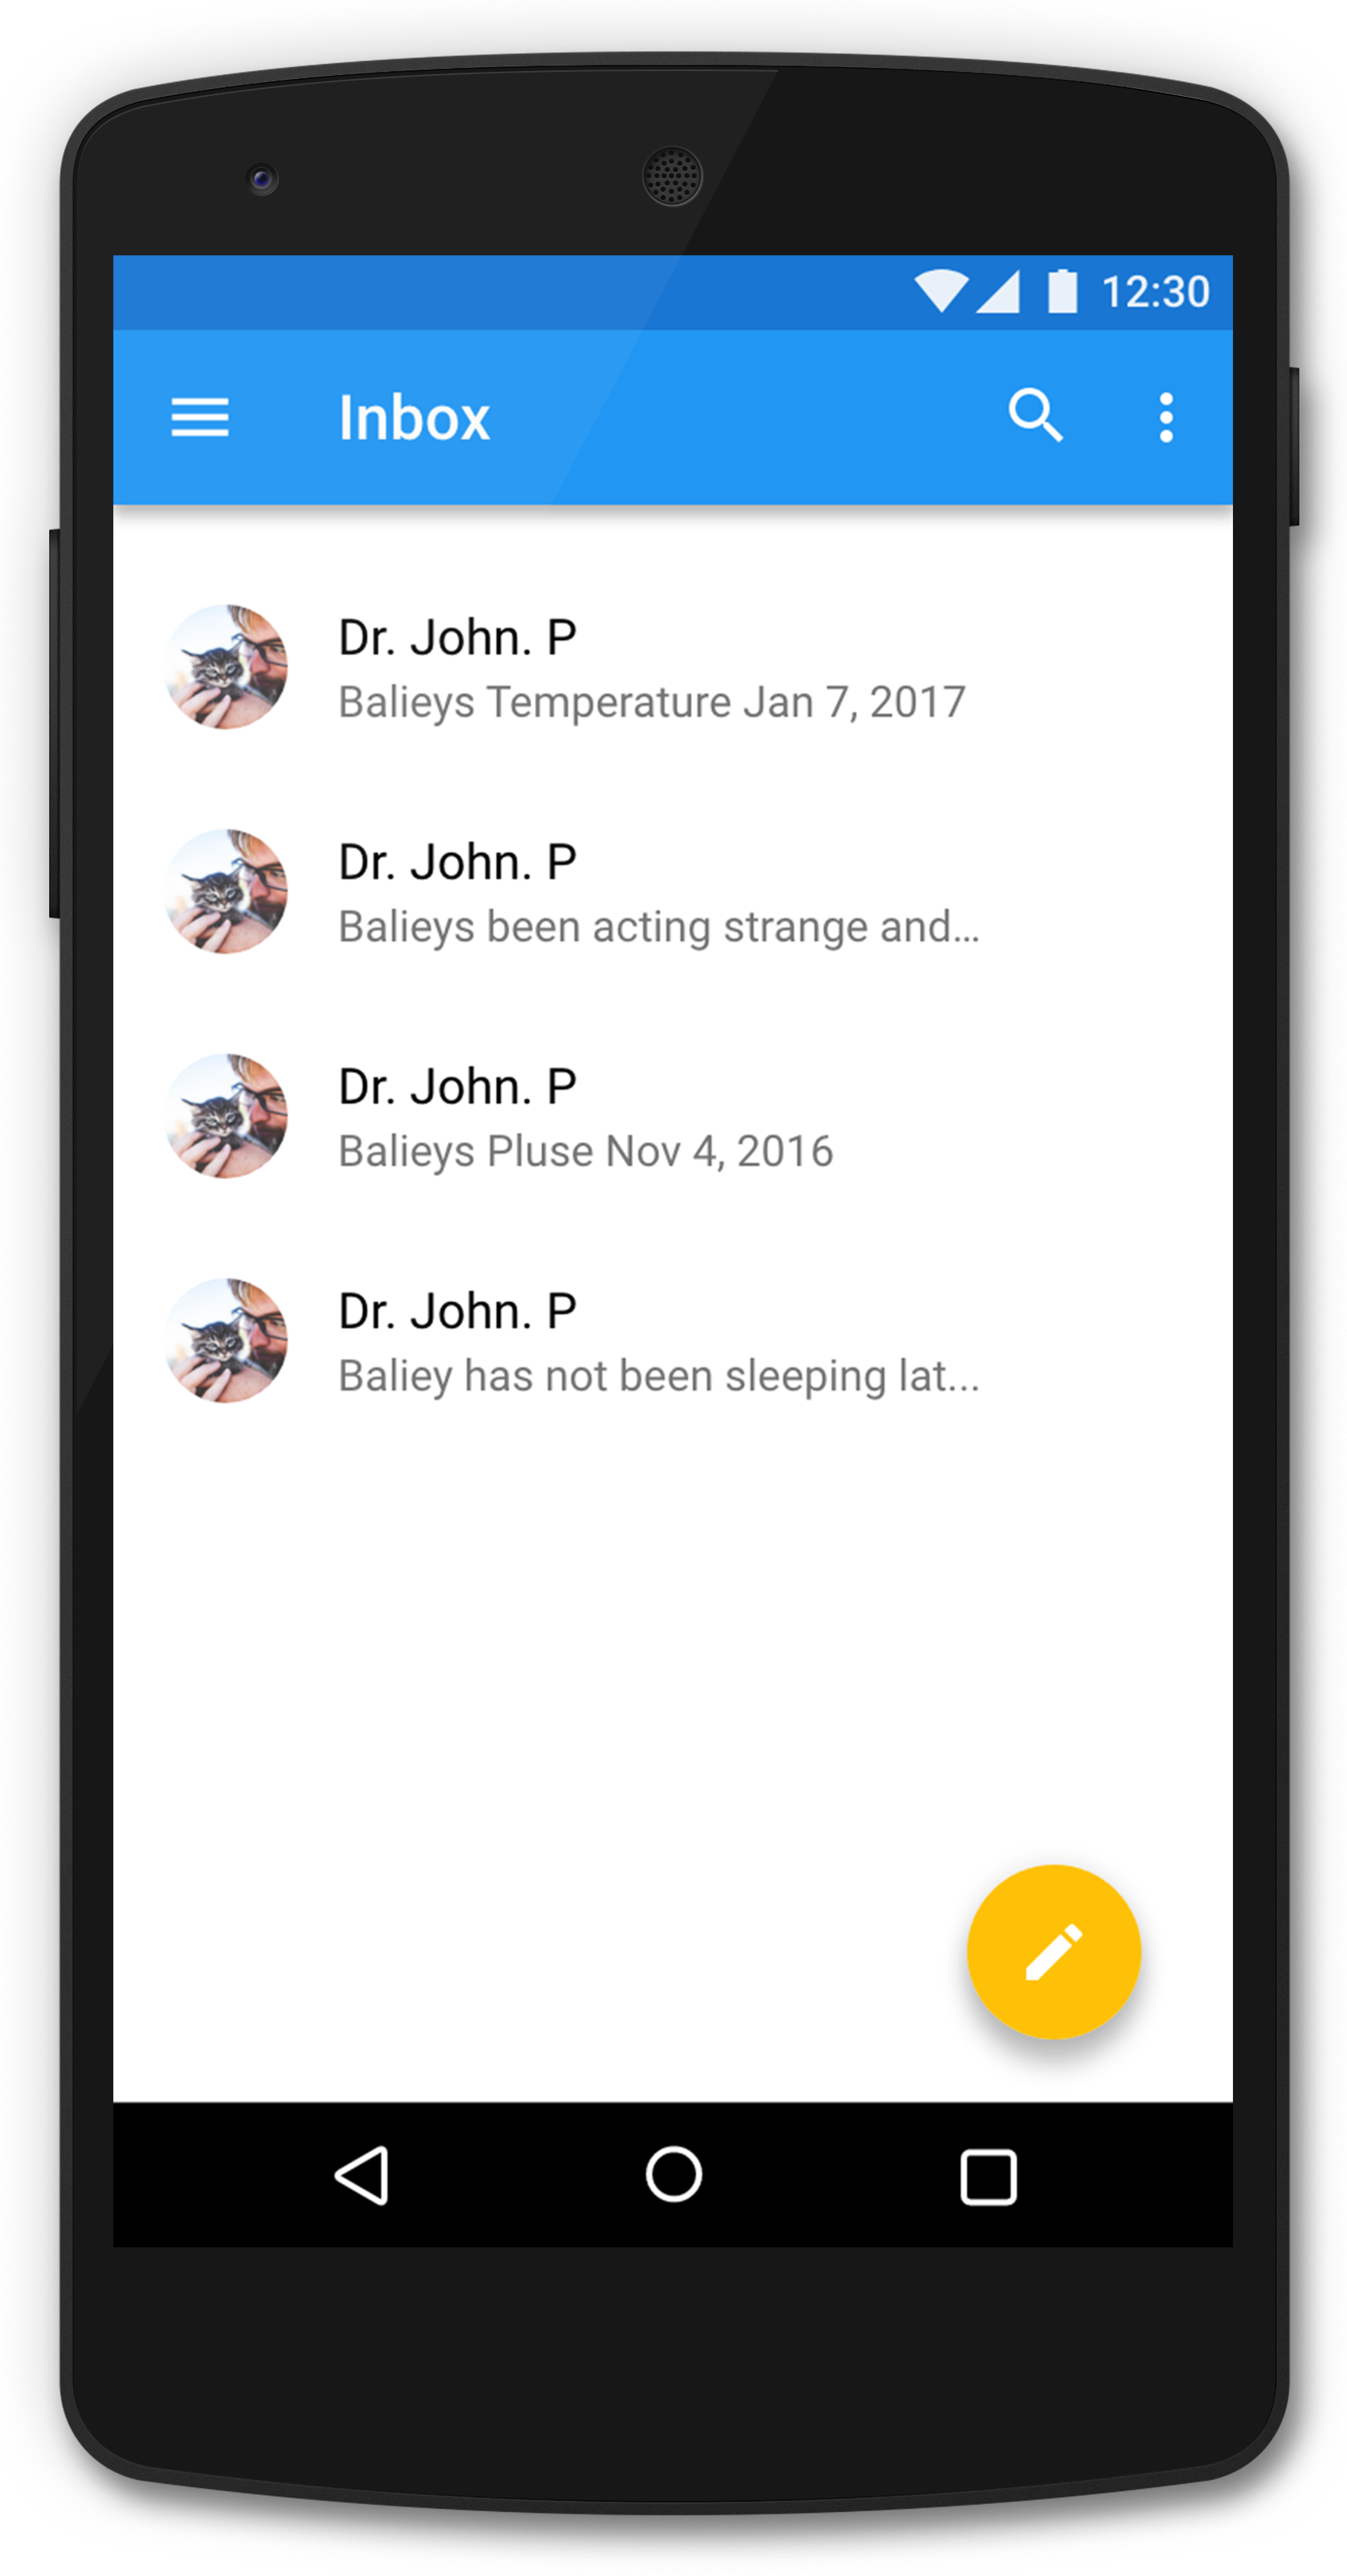 12:30
Inbox
Dr. John. P
Balieys Temperature Jan 7, 2017
Dr. John. P
Balieys been acting strange and...
Dr. John. P
Balieys Pluse Nov 4, 2016
Dr. John. P
Baliey has not been sleeping lat...